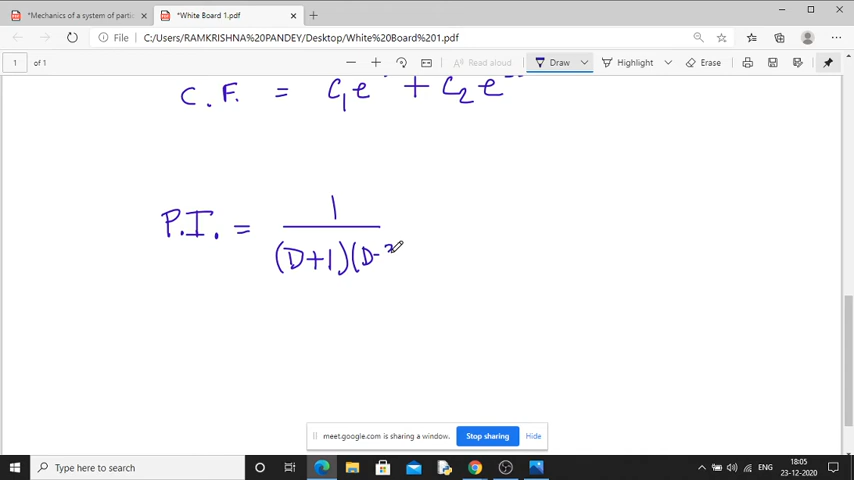 *Mechanics of a system of parti
*White Board 1.pdf
File
C:/Users/RAMKRISHNA%20PANDEY/Desktop/White%20Board%201.pdf
1 of 1
Read aloud
Draw
Highlight
Erase
C.F. = C₁e + C₂e
P.I. = 1
(D+1)(D-
meet.google.com is sharing a window.
Stop sharing
Hide
Type here to search
ENG
18:05
23-12-2020